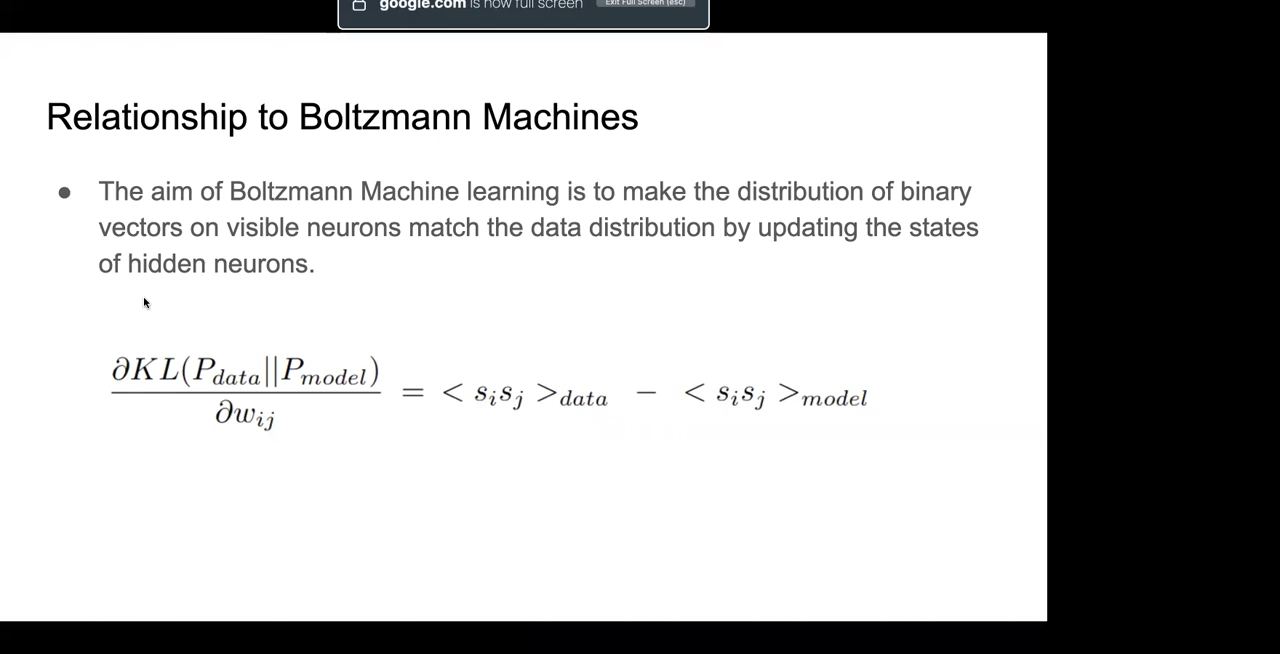 google.com is now full screen Exit Full Screen (esc)
Relationship to Boltzmann Machines
● The aim of Boltzmann Machine learning is to make the distribution of binary
vectors on visible neurons match the data distribution by updating the states
of hidden neurons.
∂KL(P_data||P_model) / ∂w_ij = < s_i s_j >_data − < s_i s_j >_model